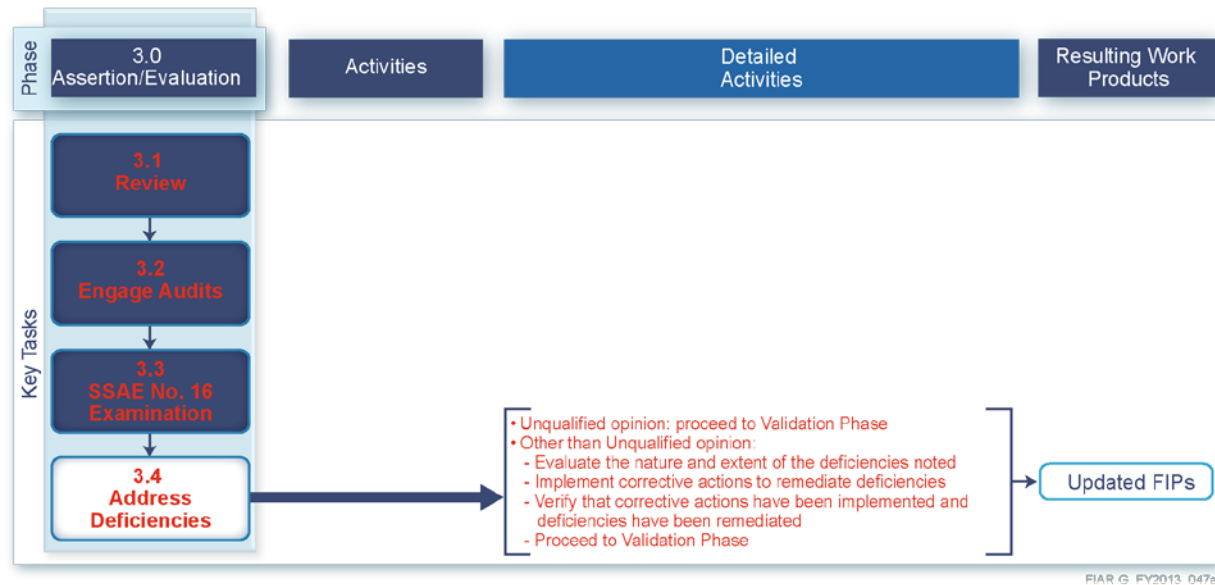 Phase
3.0
Assertion/Evaluation
Activities
Detailed
Activities
Resulting Work
Products
Key Tasks
3.1
Review
3.2
Engage Audits
3.3
SSAE No. 16
Examination
3.4
Address
Deficiencies
• Unqualified opinion: proceed to Validation Phase
• Other than Unqualified opinion:
- Evaluate the nature and extent of the deficiencies noted
- Implement corrective actions to remediate deficiencies
- Verify that corrective actions have been implemented and
deficiencies have been remediated
- Proceed to Validation Phase
Updated FIPs
FIAR G_FY2013_047s